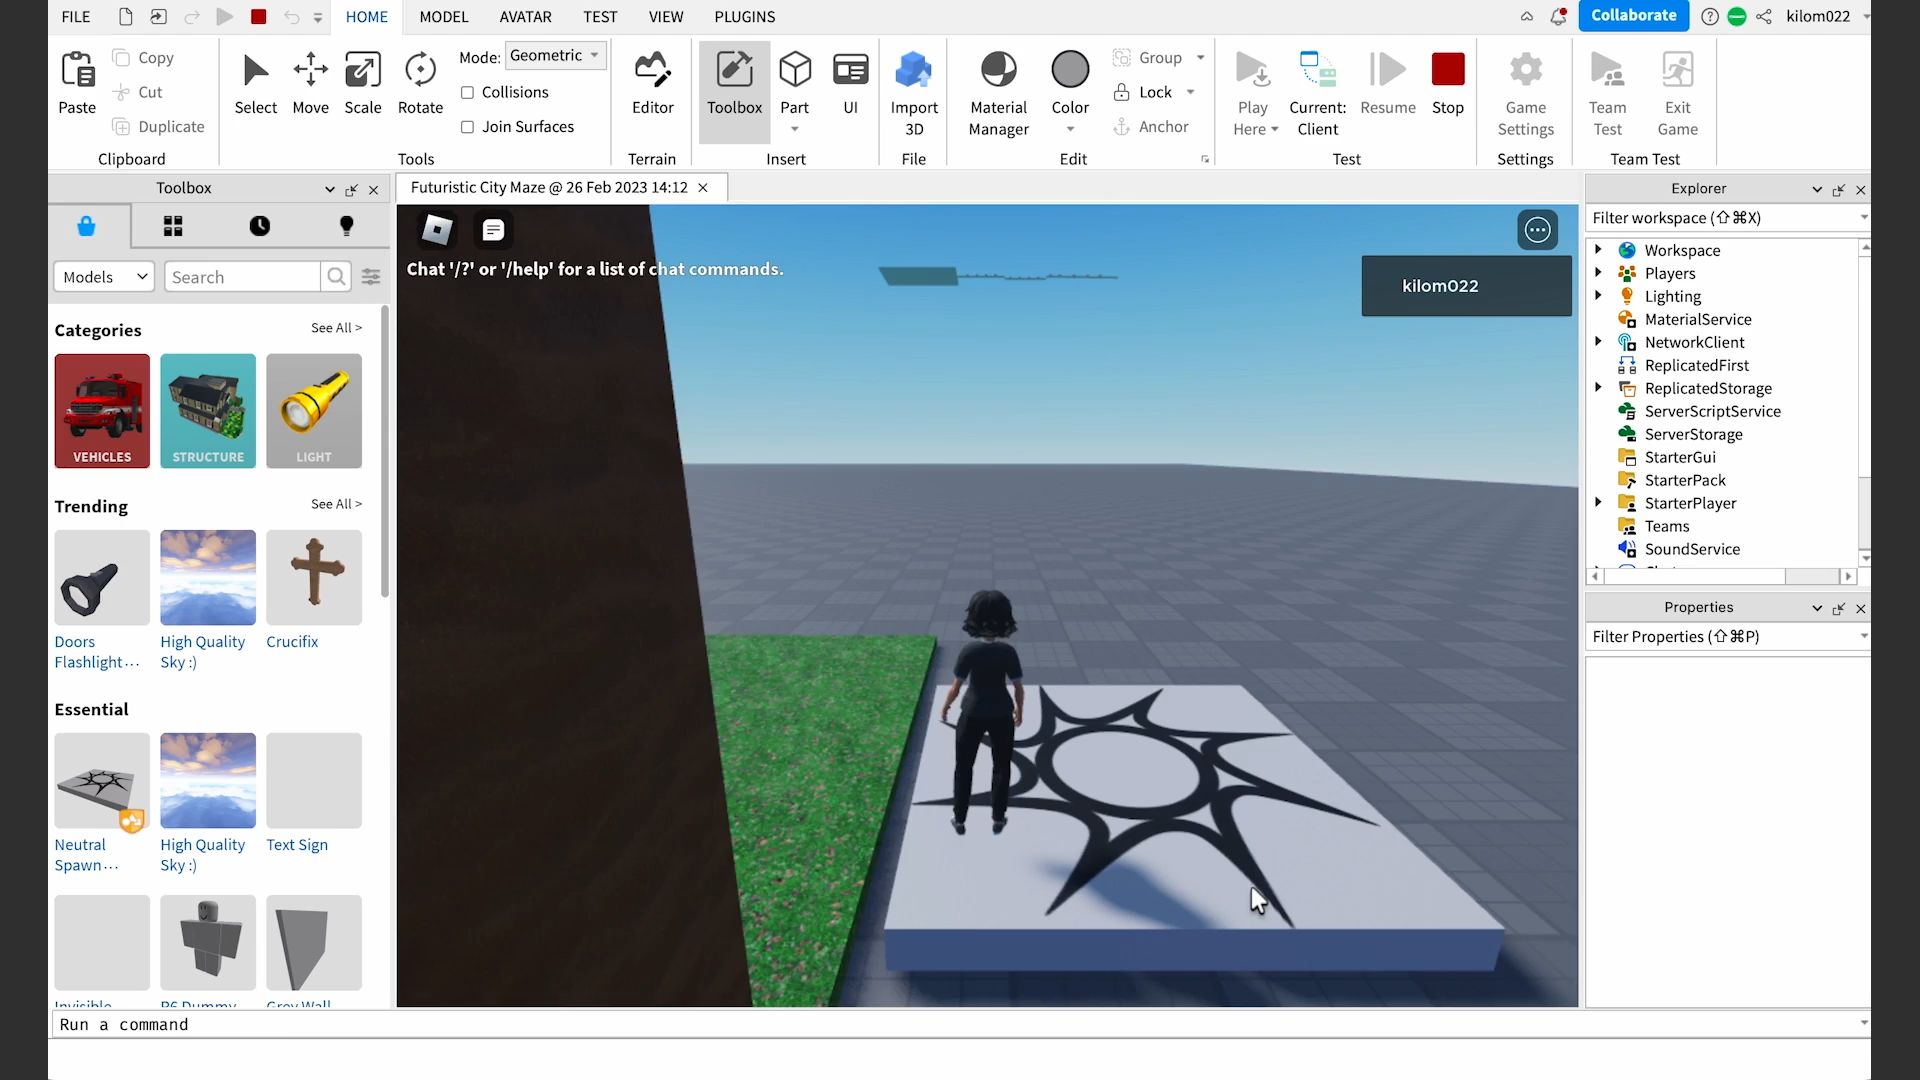 FILE
HOME
MODEL
AVATAR
TEST
VIEW
PLUGINS
Collaborate
kilom022
Paste
Copy
Cut
Duplicate
Clipboard
Select
Move
Scale
Rotate
Mode: Geometric
Collisions
Join Surfaces
Tools
Editor
Terrain
Toolbox
Part
UI
Insert
Import
3D
File
Material
Manager
Color
Group
Lock
Anchor
Edit
Play
Here
Current:
Client
Resume
Stop
Test
Game
Settings
Settings
Team
Test
Exit
Game
Team Test
Toolbox
Models
Search
Categories
See All >
VEHICLES
STRUCTURE
LIGHT
Trending
See All >
Doors
Flashlight...
High Quality
Sky :)
Crucifix
Essential
Neutral
Spawn...
High Quality
Sky :)
Text Sign
Invisible
R6 Dummy
Grey Wall
Futuristic City Maze @ 26 Feb 2023 14:12
Chat '/?' or '/help' for a list of chat commands.
kilom022
Explorer
Filter workspace (⇧⌘X)
Workspace
Players
Lighting
MaterialService
NetworkClient
ReplicatedFirst
ReplicatedStorage
ServerScriptService
ServerStorage
StarterGui
StarterPack
StarterPlayer
Teams
SoundService
Properties
Filter Properties (⇧⌘P)
Run a command